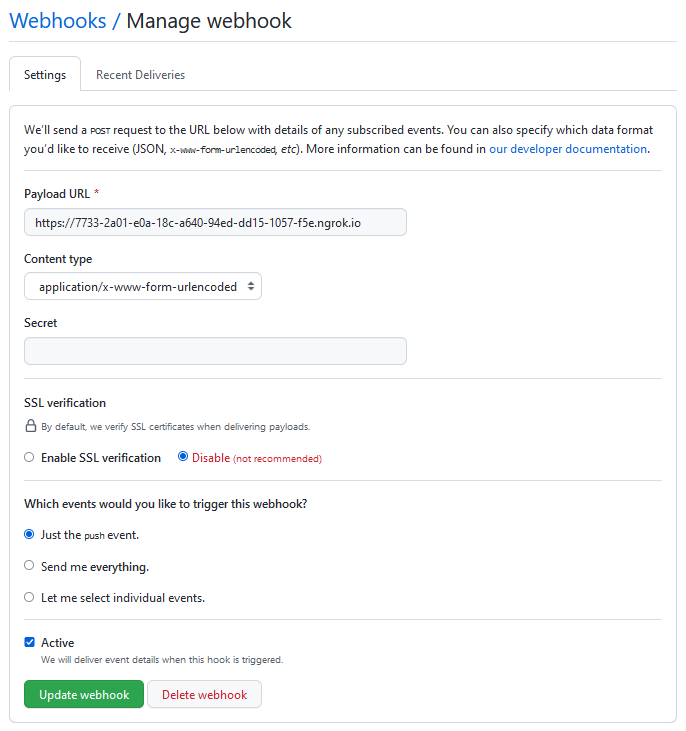 Webhooks / Manage webhook
Settings
Recent Deliveries
We'll send a POST request to the URL below with details of any subscribed events. You can also specify which data format
you'd like to receive (JSON, x-www-form-urlencoded, etc). More information can be found in our developer documentation.
Payload URL *
https://7733-2a01-e0a-18c-a640-94ed-dd15-1057-f5e.ngrok.io
Content type
application/x-www-form-urlencoded
Secret
SSL verification
By default, we verify SSL certificates when delivering payloads.
Enable SSL verification
Disable (not recommended)
Which events would you like to trigger this webhook?
Just the push event.
Send me everything.
Let me select individual events.
Active
We will deliver event details when this hook is triggered.
Update webhook
Delete webhook